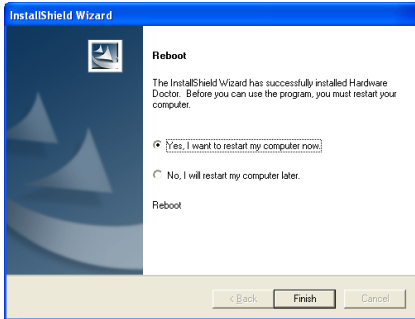 InstallShield Wizard
Reboot
The InstallShield Wizard has successfully installed Hardware
Doctor. Before you can use the program, you must restart your
computer.
Yes, I want to restart my computer now.
No, I will restart my computer later.
Reboot
< Back Finish Cancel